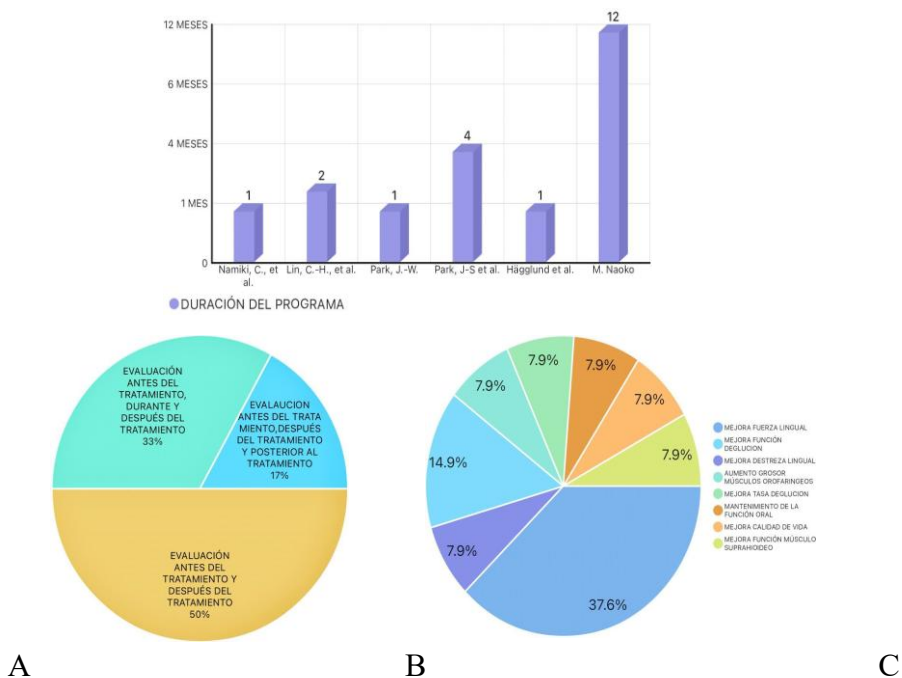 12 MESES
6 MESES
4 MESES
1 MES
0
1
2
1
4
1
12
Namiki, C., et
al.
Lin, C.-H., et al.
Park, J.-W.
Park, J-S et al.
Hägglund et al.
M. Naoko
DURACIÓN DEL PROGRAMA
EVALUACIÓN
ANTES DEL
TRATAMIENTO,
DURANTE Y
DESPUÉS DEL
TRATAMIENTO
33%
EVALAUCION
ANTES DEL TRATA
MIENTO,DESPUÉS
DEL TRATAMIENTO
Y POSTERIOR AL
TRATAMIENTO
17%
EVALUACIÓN
ANTES DEL
TRATAMIENTO Y
DESPUÉS DEL
TRATAMIENTO
50%
7.9%
7.9%
7.9%
7.9%
7.9%
14.9%
7.9%
37.6%
MEJORA FUERZA LINGUAL
MEJORA FUNCIÓN
DEGLUCION
MEJORA DESTREZA LINGUAL
AUMENTO GROSOR
MÚSCULOS OROFARINGEOS
MEJORA TASA DEGLUCION
MANTENIMIENTO DE LA
FUNCIÓN ORAL
MEJORA CALIDAD DE VIDA
MEJORA FUNCIÓN MÚSCULO
SUPRAHIOIDEO
A
B
C